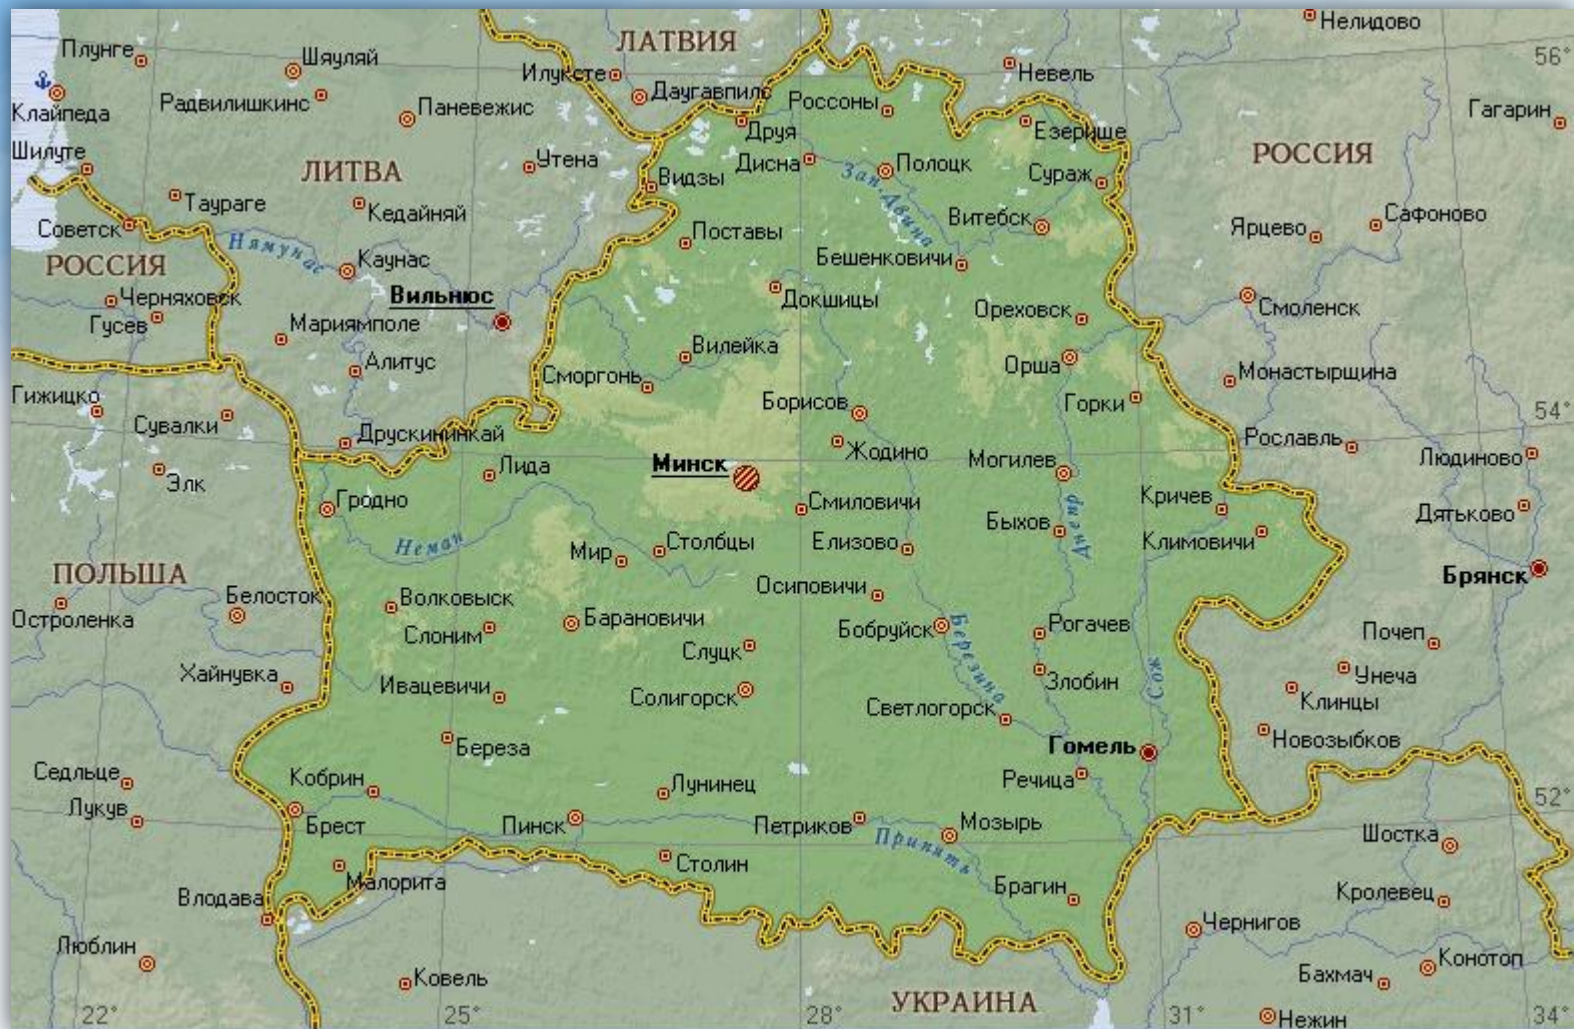 Нелидово
Плунге
ЛАТВИЯ
56°
Шяуляй
Илуксте
Невель
Радвилишкинс
Паневежис
Даугавпилс
Россоны
Гагарин
Клайпеда
Друя
Езерище
Шилуте
ЛИТВА
Утена
Дисна
Полоцк
РОССИЯ
Видзы
Зап. Двина
Сураж
Таураге
Кедайняй
Советск
Нямунас
Поставы
Витебск
Ярцево
Сафоново
РОССИЯ
Каунас
Бешенковичи
Черняховск
Вильнюс
Докшицы
Ореховск
Смоленск
Гусев
Мариямполе
Алитус
Вилейка
Орша
Монастырщина
Гижицко
Сморгонь
Борисов
Горки
54°
Сувалки
Друскининкай
Жодино
Рославль
Людиново
Элк
Лида
Минск
Могилев
Гродно
Смиловичи
Кричев
Дятьково
Неман
Мир
Столбцы
Елизово
Быхов
Днепр
Климовичи
ПОЛЬША
Брянск
Остроленка
Белосток
Волковыск
Осиповичи
Слоним
Барановичи
Бобруйск
Березина
Рогачев
Почеп
Слуцк
Хайнувка
Ивацевичи
Солигорск
Злобин
Сож
Унеча
Клинцы
Светлогорск
Береза
Гомель
Новозыбков
Седльце
Кобрин
Лунинец
Речица
Лукув
Брест
Пинск
Петриков
Припять
Мозырь
52°
Шостка
Малорита
Столин
Брагин
Кролевец
Влодава
Чернигов
Люблин
Ковель
Конотоп
Бахмач
УКРАИНА
22°
25°
28°
31°
Нежин
34°